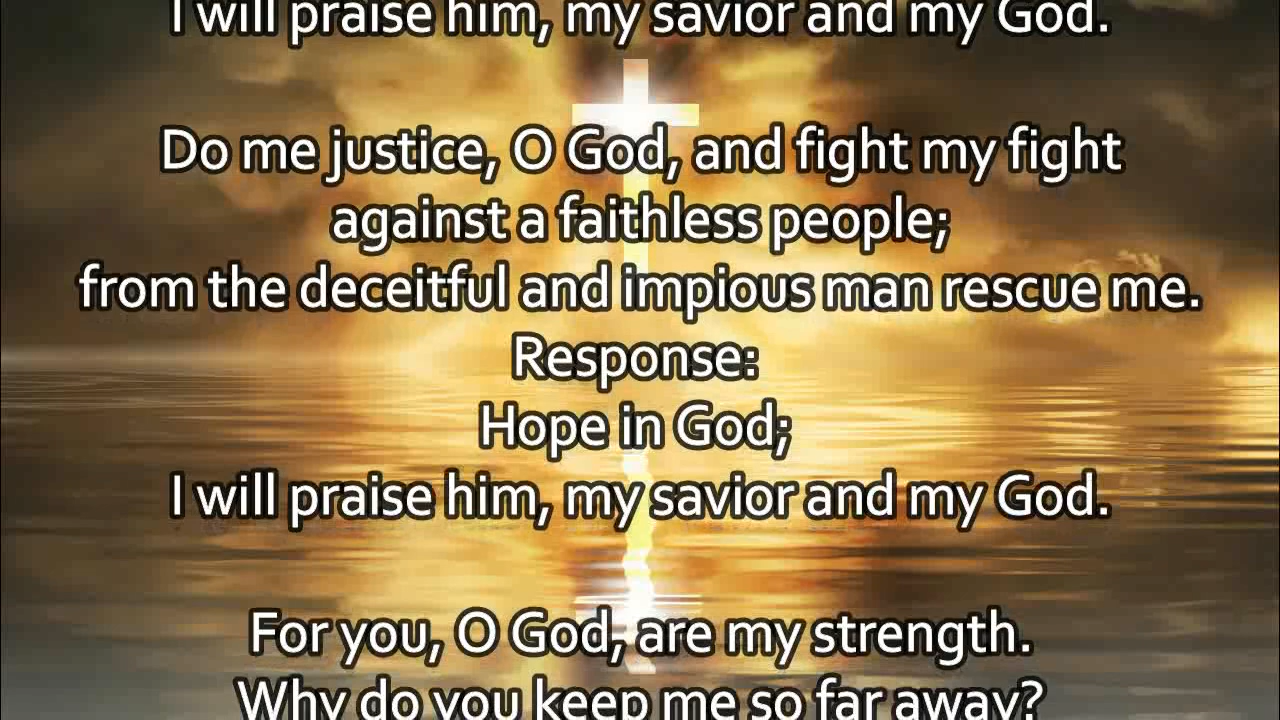 I will praise him, my savior and my God.
Do me justice, O God, and fight my fight
against a faithless people;
from the deceitful and impious man rescue me.
Response:
Hope in God;
I will praise him, my savior and my God.
For you, O God, are my strength.
Why do you keep me so far away?